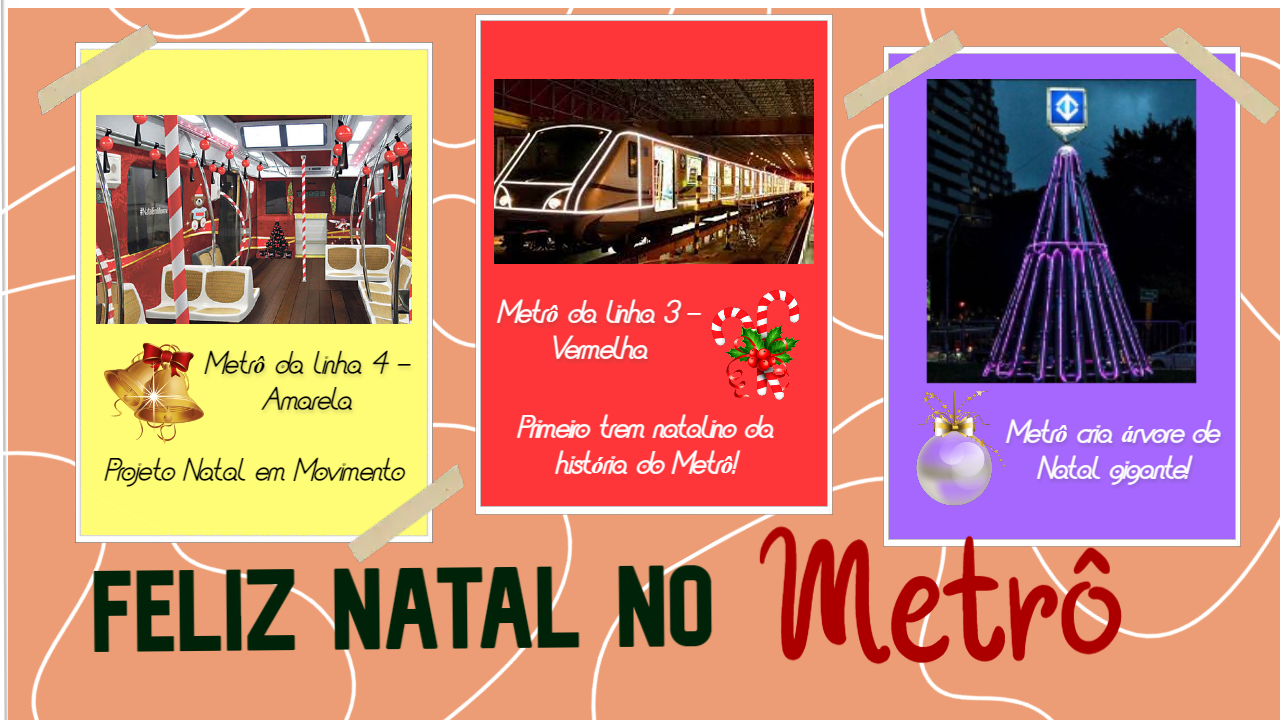 Metrô da linha 4 –
Amarela
Projeto Natal em Movimento
Metrô da linha 3 –
Vermelha
Primeiro trem natalino da
história do Metrô!
Metrô cria árvore de
Natal gigante!
FELIZ NATAL NO Metrô